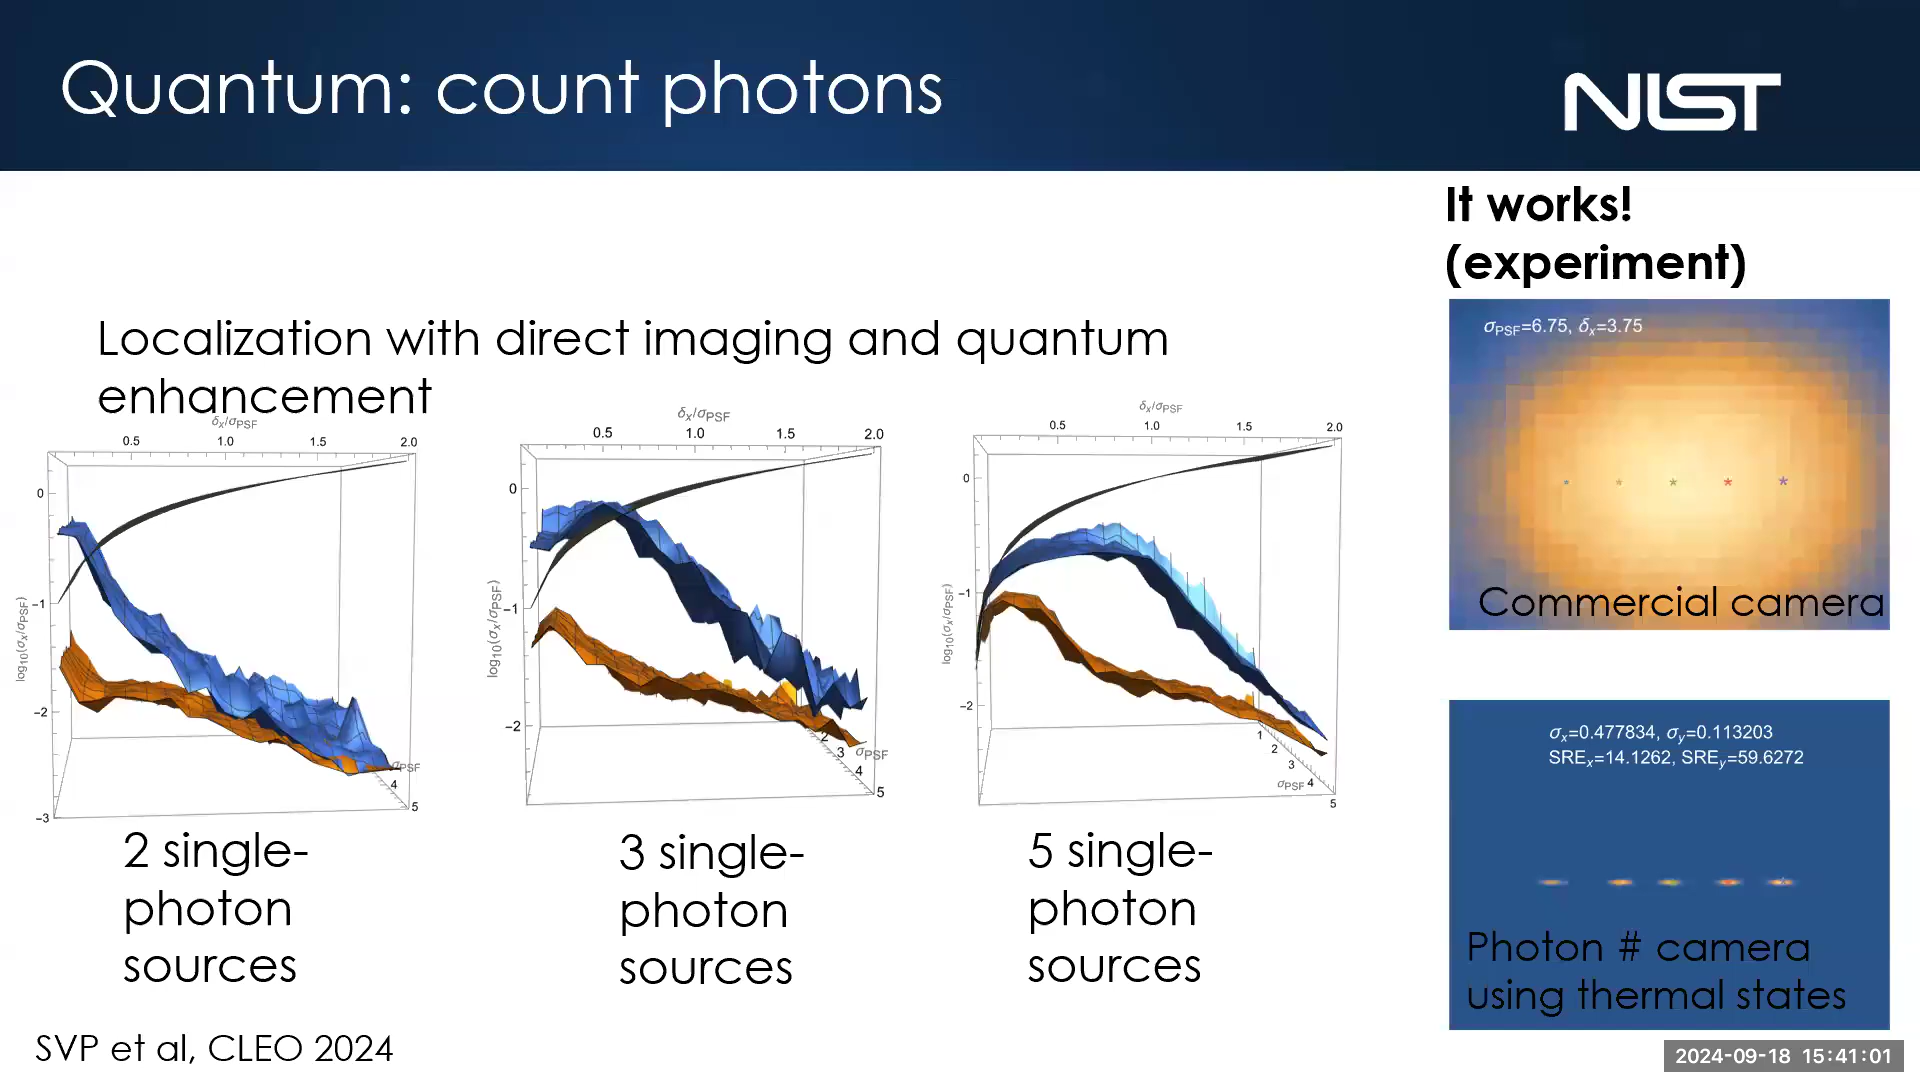 Quantum: count photons
NIST
It works!
(experiment)
Localization with direct imaging and quantum
enhancement
δx/σPSF
0.5 1.0 1.5 2.0
0
−1
−2
−3
log10(σx/σPSF)
σPSF
4
5
2 single-
photon
sources
δx/σPSF
0.5 1.0 1.5 2.0
0
−1
−2
log10(σx/σPSF)
2
3
σPSF
4
5
3 single-
photon
sources
δx/σPSF
0.5 1.0 1.5 2.0
0
−1
−2
log10(σx/σPSF)
1
2
3
σPSF 4
5
5 single-
photon
sources
σPSF=6.75, δx=3.75
Commercial camera
σx=0.477834, σy=0.113203
SREx=14.1262, SREy=59.6272
Photon # camera
using thermal states
SVP et al, CLEO 2024
2024-09-18 15:41:01